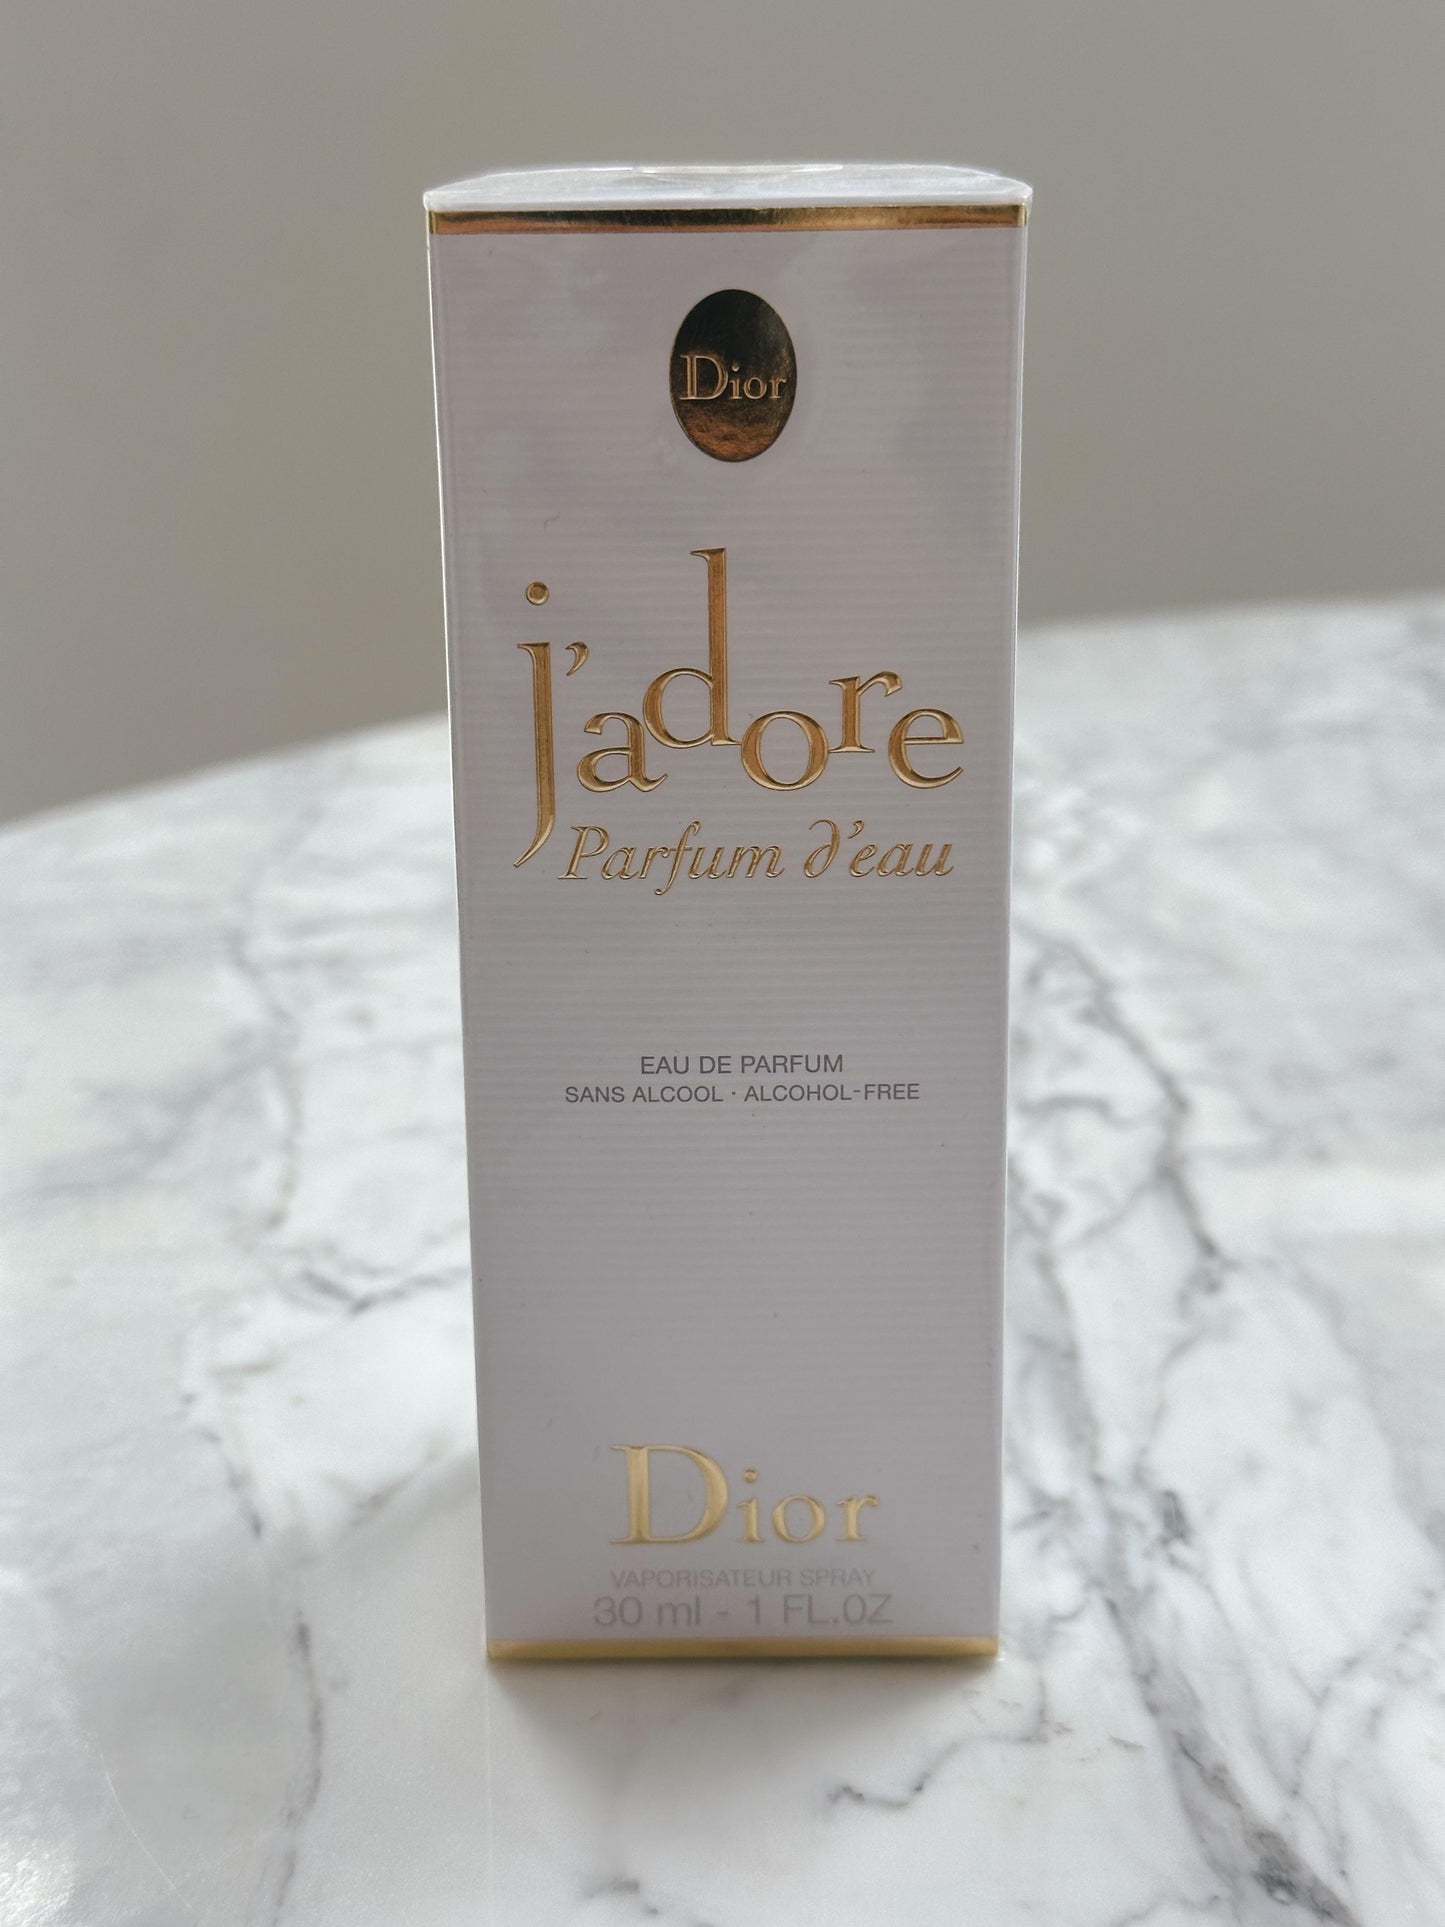 Dior
j'adore
Parfum d'eau
EAU DE PARFUM
SANS ALCOOL · ALCOHOL-FREE
Dior
VAPORISATEUR SPRAY
30 ml - 1 FL.OZ